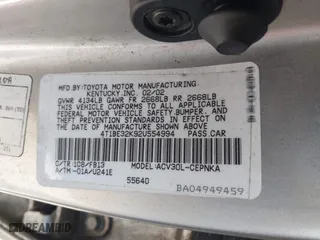 MFD. BY:TOYOTA MOTOR MANUFACTURING
KENTUCKY.INC. 02/02
GVWR 4134LB GAWR FR 2668LB RR 2668LB
THIS VEHICLE CONFORMS TO ALL APPLICABLE
FEDERAL MOTOR VEHICLE SAFETY, BUMPER,
AND THEFT PREVENTION STANDARDS IN EFFECT
ON THE DATE OF MANUFACTURE SHOWN ABOVE.
4T1BE32K92U554994 PASS.CAR
C/TR:1C8/FB13 MODEL:ACV30L-CEPNKA
A/TM:-01A/U241E
55640
BA04949459